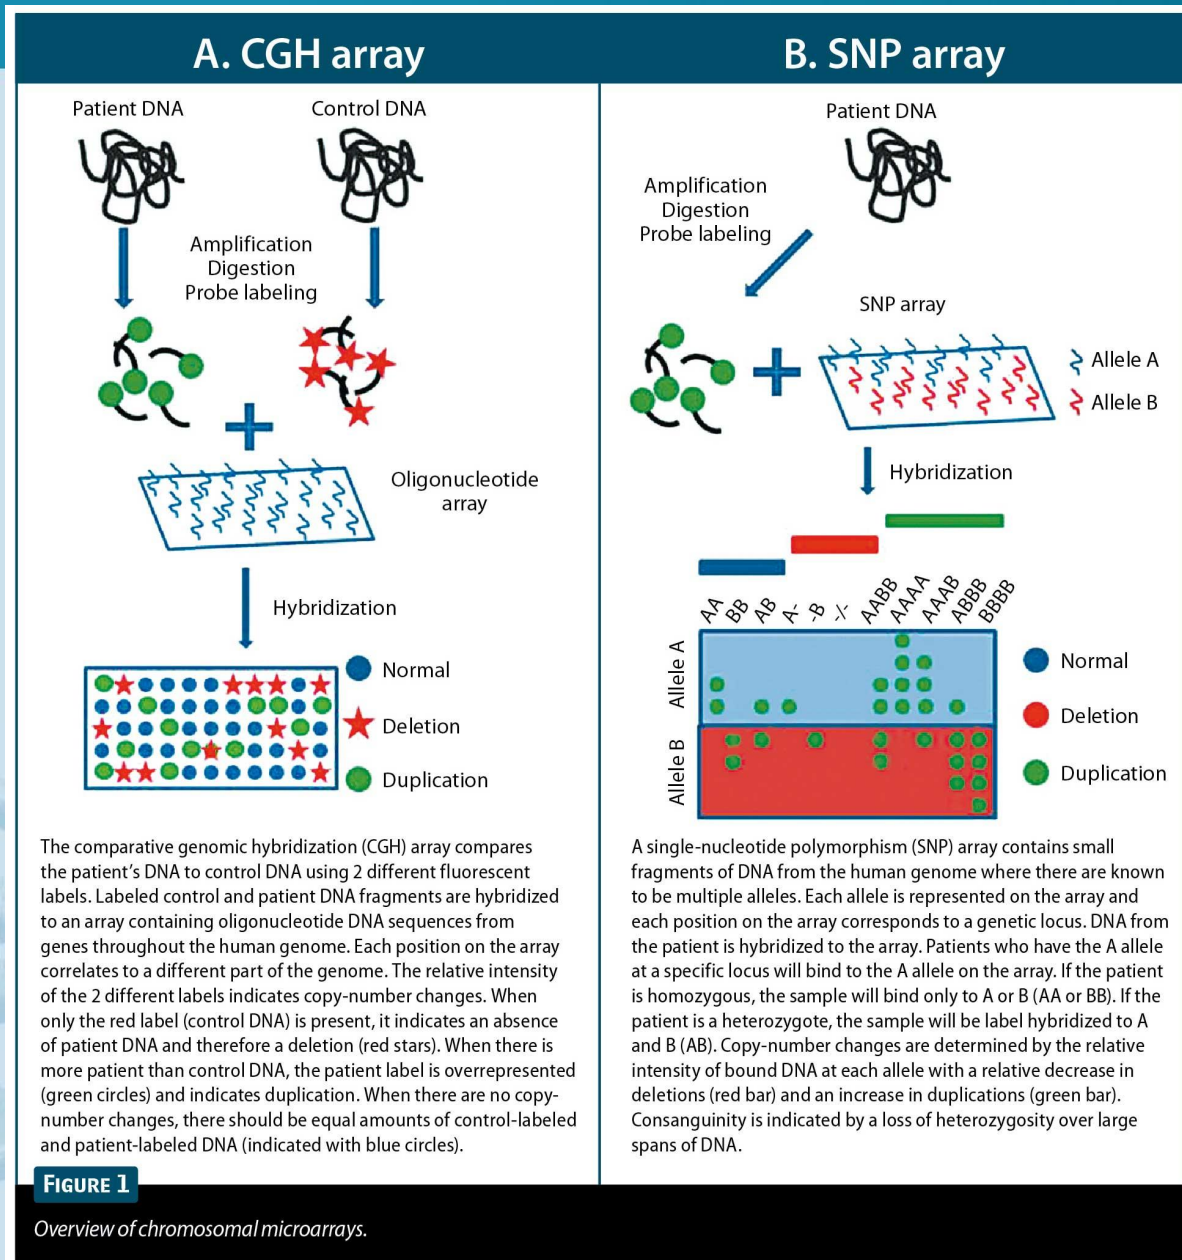 A. CGH array
Patient DNA
Control DNA
Amplification
Digestion
Probe labeling
Oligonucleotide
array
Hybridization
Normal
Deletion
Duplication
The comparative genomic hybridization (CGH) array compares
the patient’s DNA to control DNA using 2 different fluorescent
labels. Labeled control and patient DNA fragments are hybridized
to an array containing oligonucleotide DNA sequences from
genes throughout the human genome. Each position on the array
correlates to a different part of the genome. The relative intensity
of the 2 different labels indicates copy-number changes. When
only the red label (control DNA) is present, it indicates an absence
of patient DNA and therefore a deletion (red stars). When there is
more patient than control DNA, the patient label is overrepresented
(green circles) and indicates duplication. When there are no copy-
number changes, there should be equal amounts of control-labeled
and patient-labeled DNA (indicated with blue circles).
B. SNP array
Patient DNA
Amplification
Digestion
Probe labeling
SNP array
Allele A
Allele B
Hybridization
AA
BB
AB
A-
-B
-/-
AABB
AAAA
AAAB
ABBB
BBBB
Allele A
Allele B
Normal
Deletion
Duplication
A single-nucleotide polymorphism (SNP) array contains small
fragments of DNA from the human genome where there are known
to be multiple alleles. Each allele is represented on the array and
each position on the array corresponds to a genetic locus. DNA from
the patient is hybridized to the array. Patients who have the A allele
at a specific locus will bind to the A allele on the array. If the patient
is homozygous, the sample will bind only to A or B (AA or BB). If the
patient is a heterozygote, the sample will be label hybridized to A
and B (AB). Copy-number changes are determined by the relative
intensity of bound DNA at each allele with a relative decrease in
deletions (red bar) and an increase in duplications (green bar).
Consanguinity is indicated by a loss of heterozygosity over large
spans of DNA.
FIGURE 1
Overview of chromosomal microarrays.